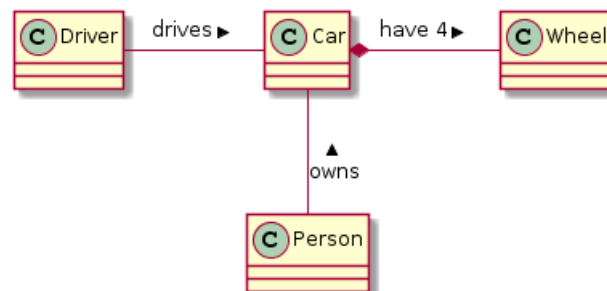 C Driver
drives ▶
C Car
have 4 ▶
C Wheel
▲
owns
C Person